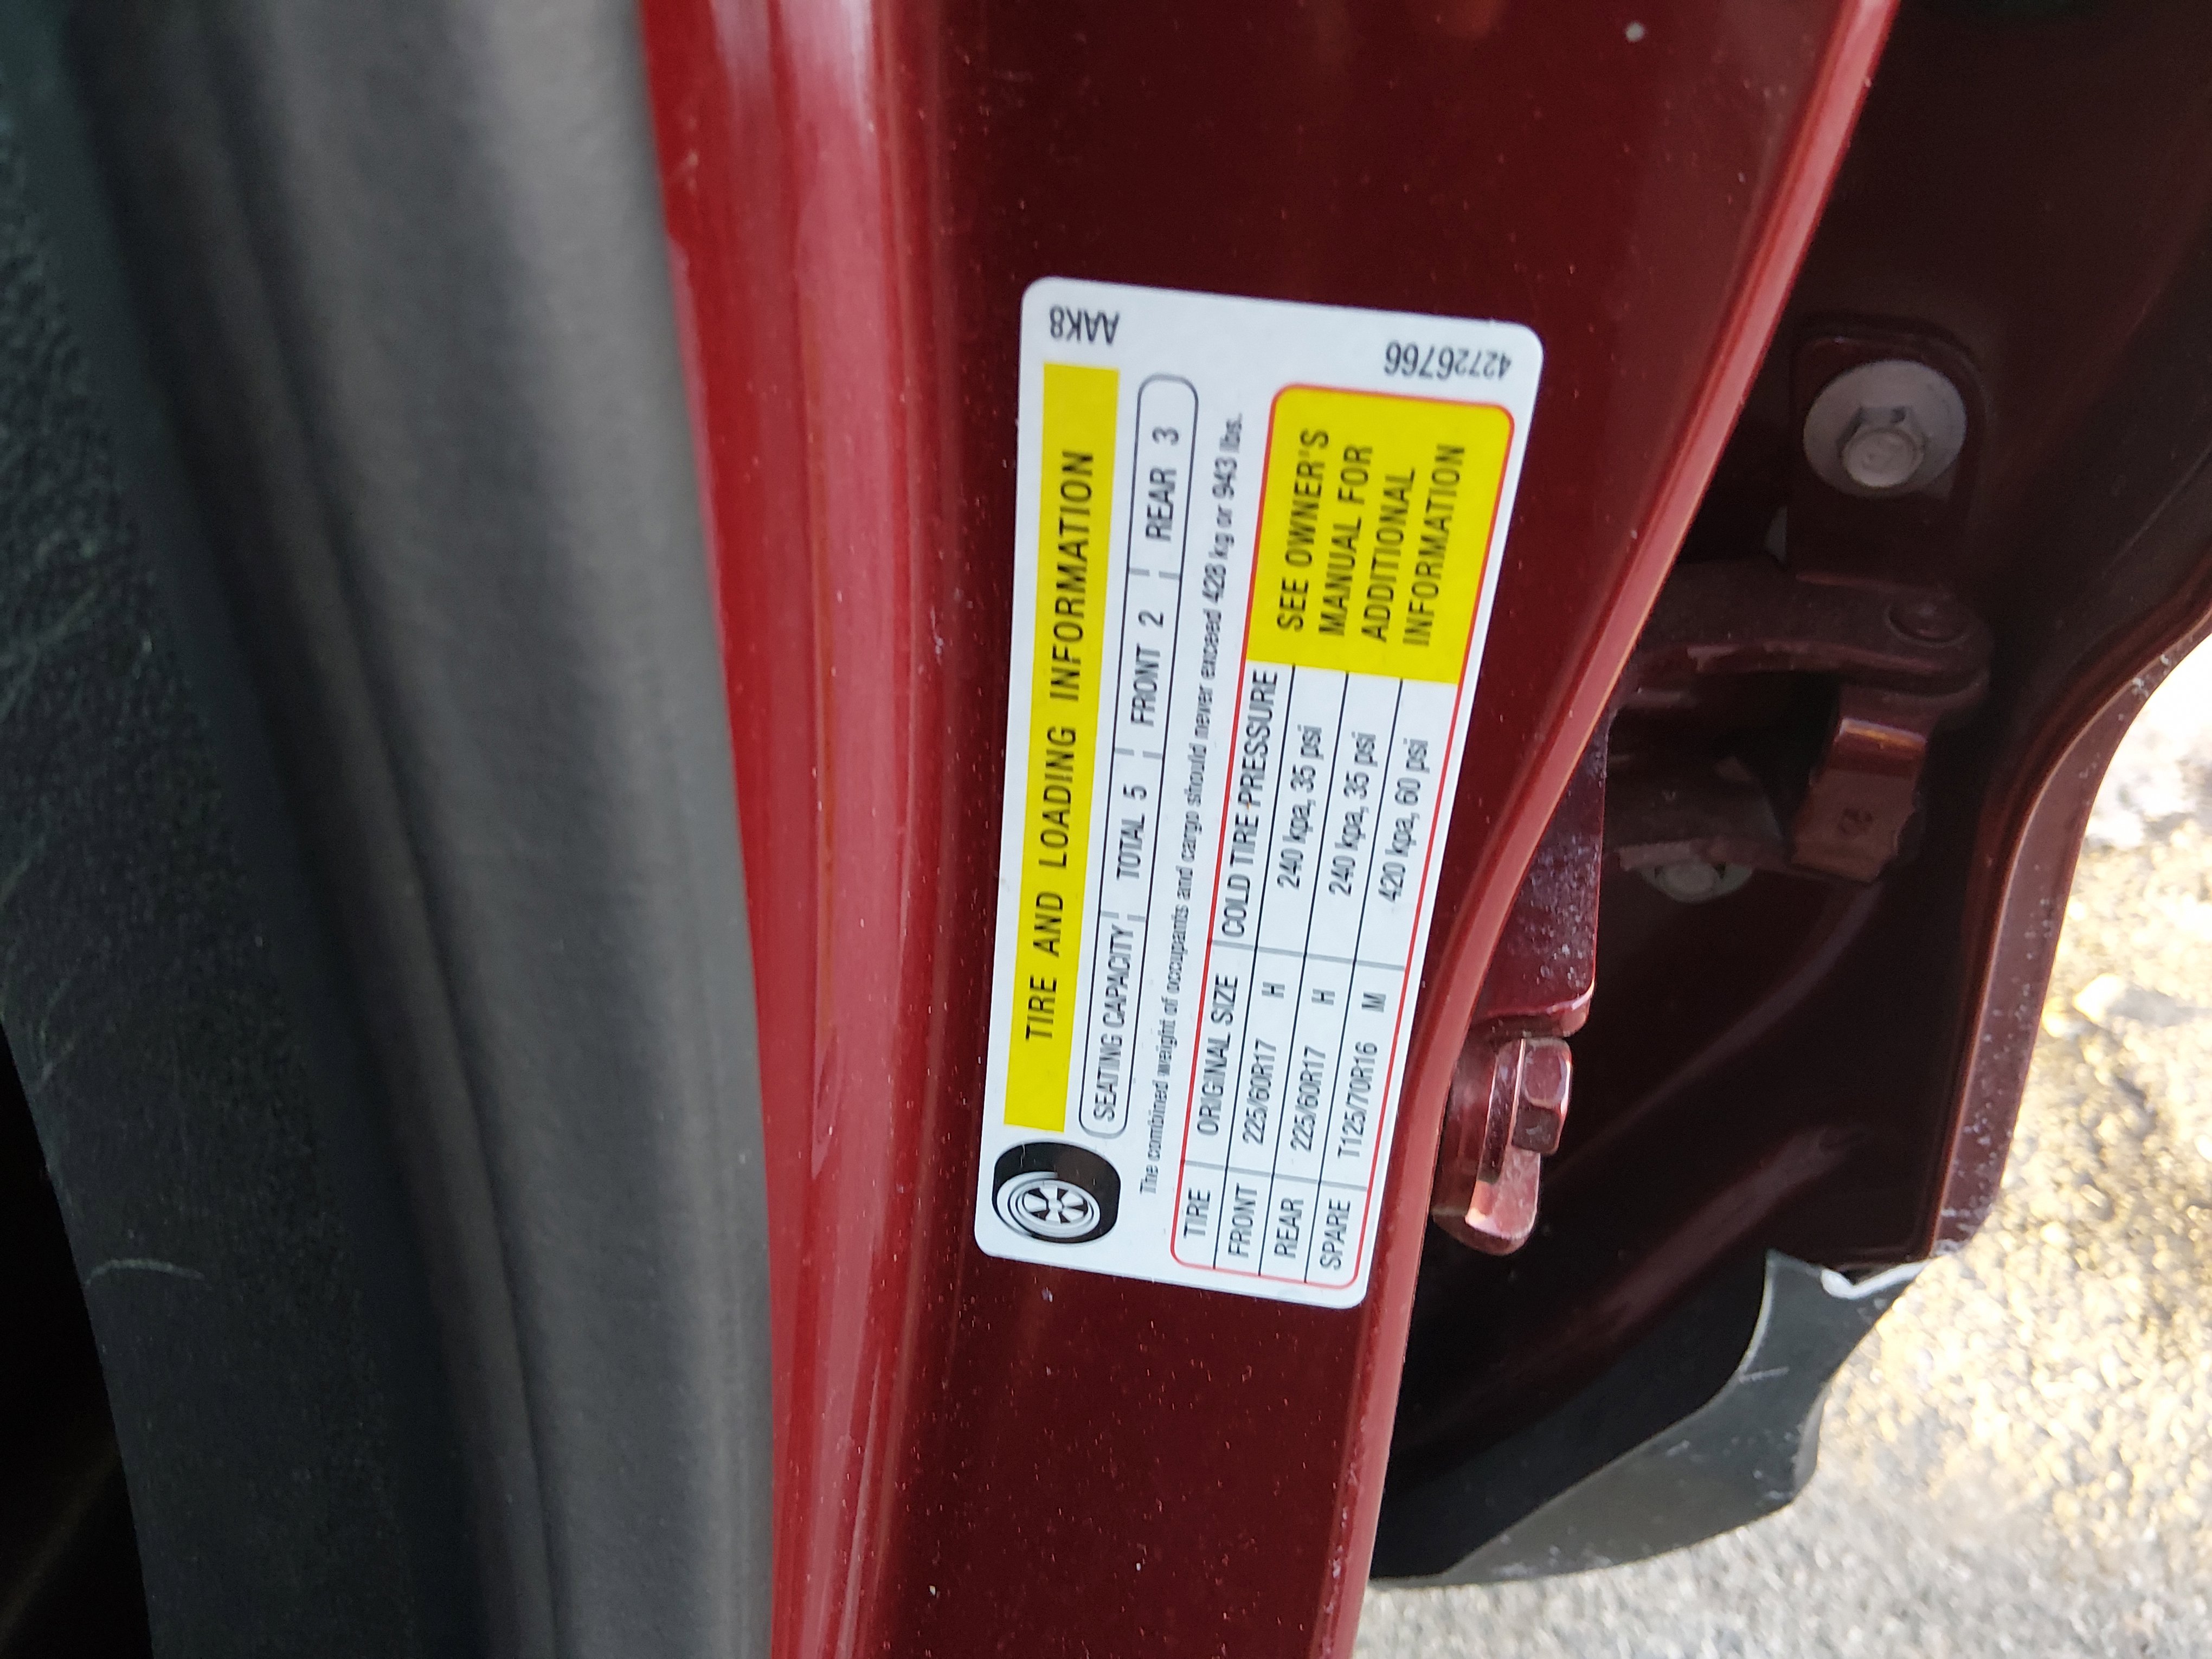 TIRE AND LOADING INFORMATION
AAK8
SEATING CAPACITY TOTAL 5 FRONT 2 REAR 3
The combined weight of occupants and cargo should never exceed 428 kg or 943 lbs.
TIRE ORIGINAL SIZE COLD TIRE PRESSURE
FRONT 225/60R17 H 240 kpa, 35 psi
REAR 225/60R17 H 240 kpa, 35 psi
SPARE T125/70R16 M 420 kpa, 60 psi
SEE OWNER'S
MANUAL FOR
ADDITIONAL
INFORMATION
42726766